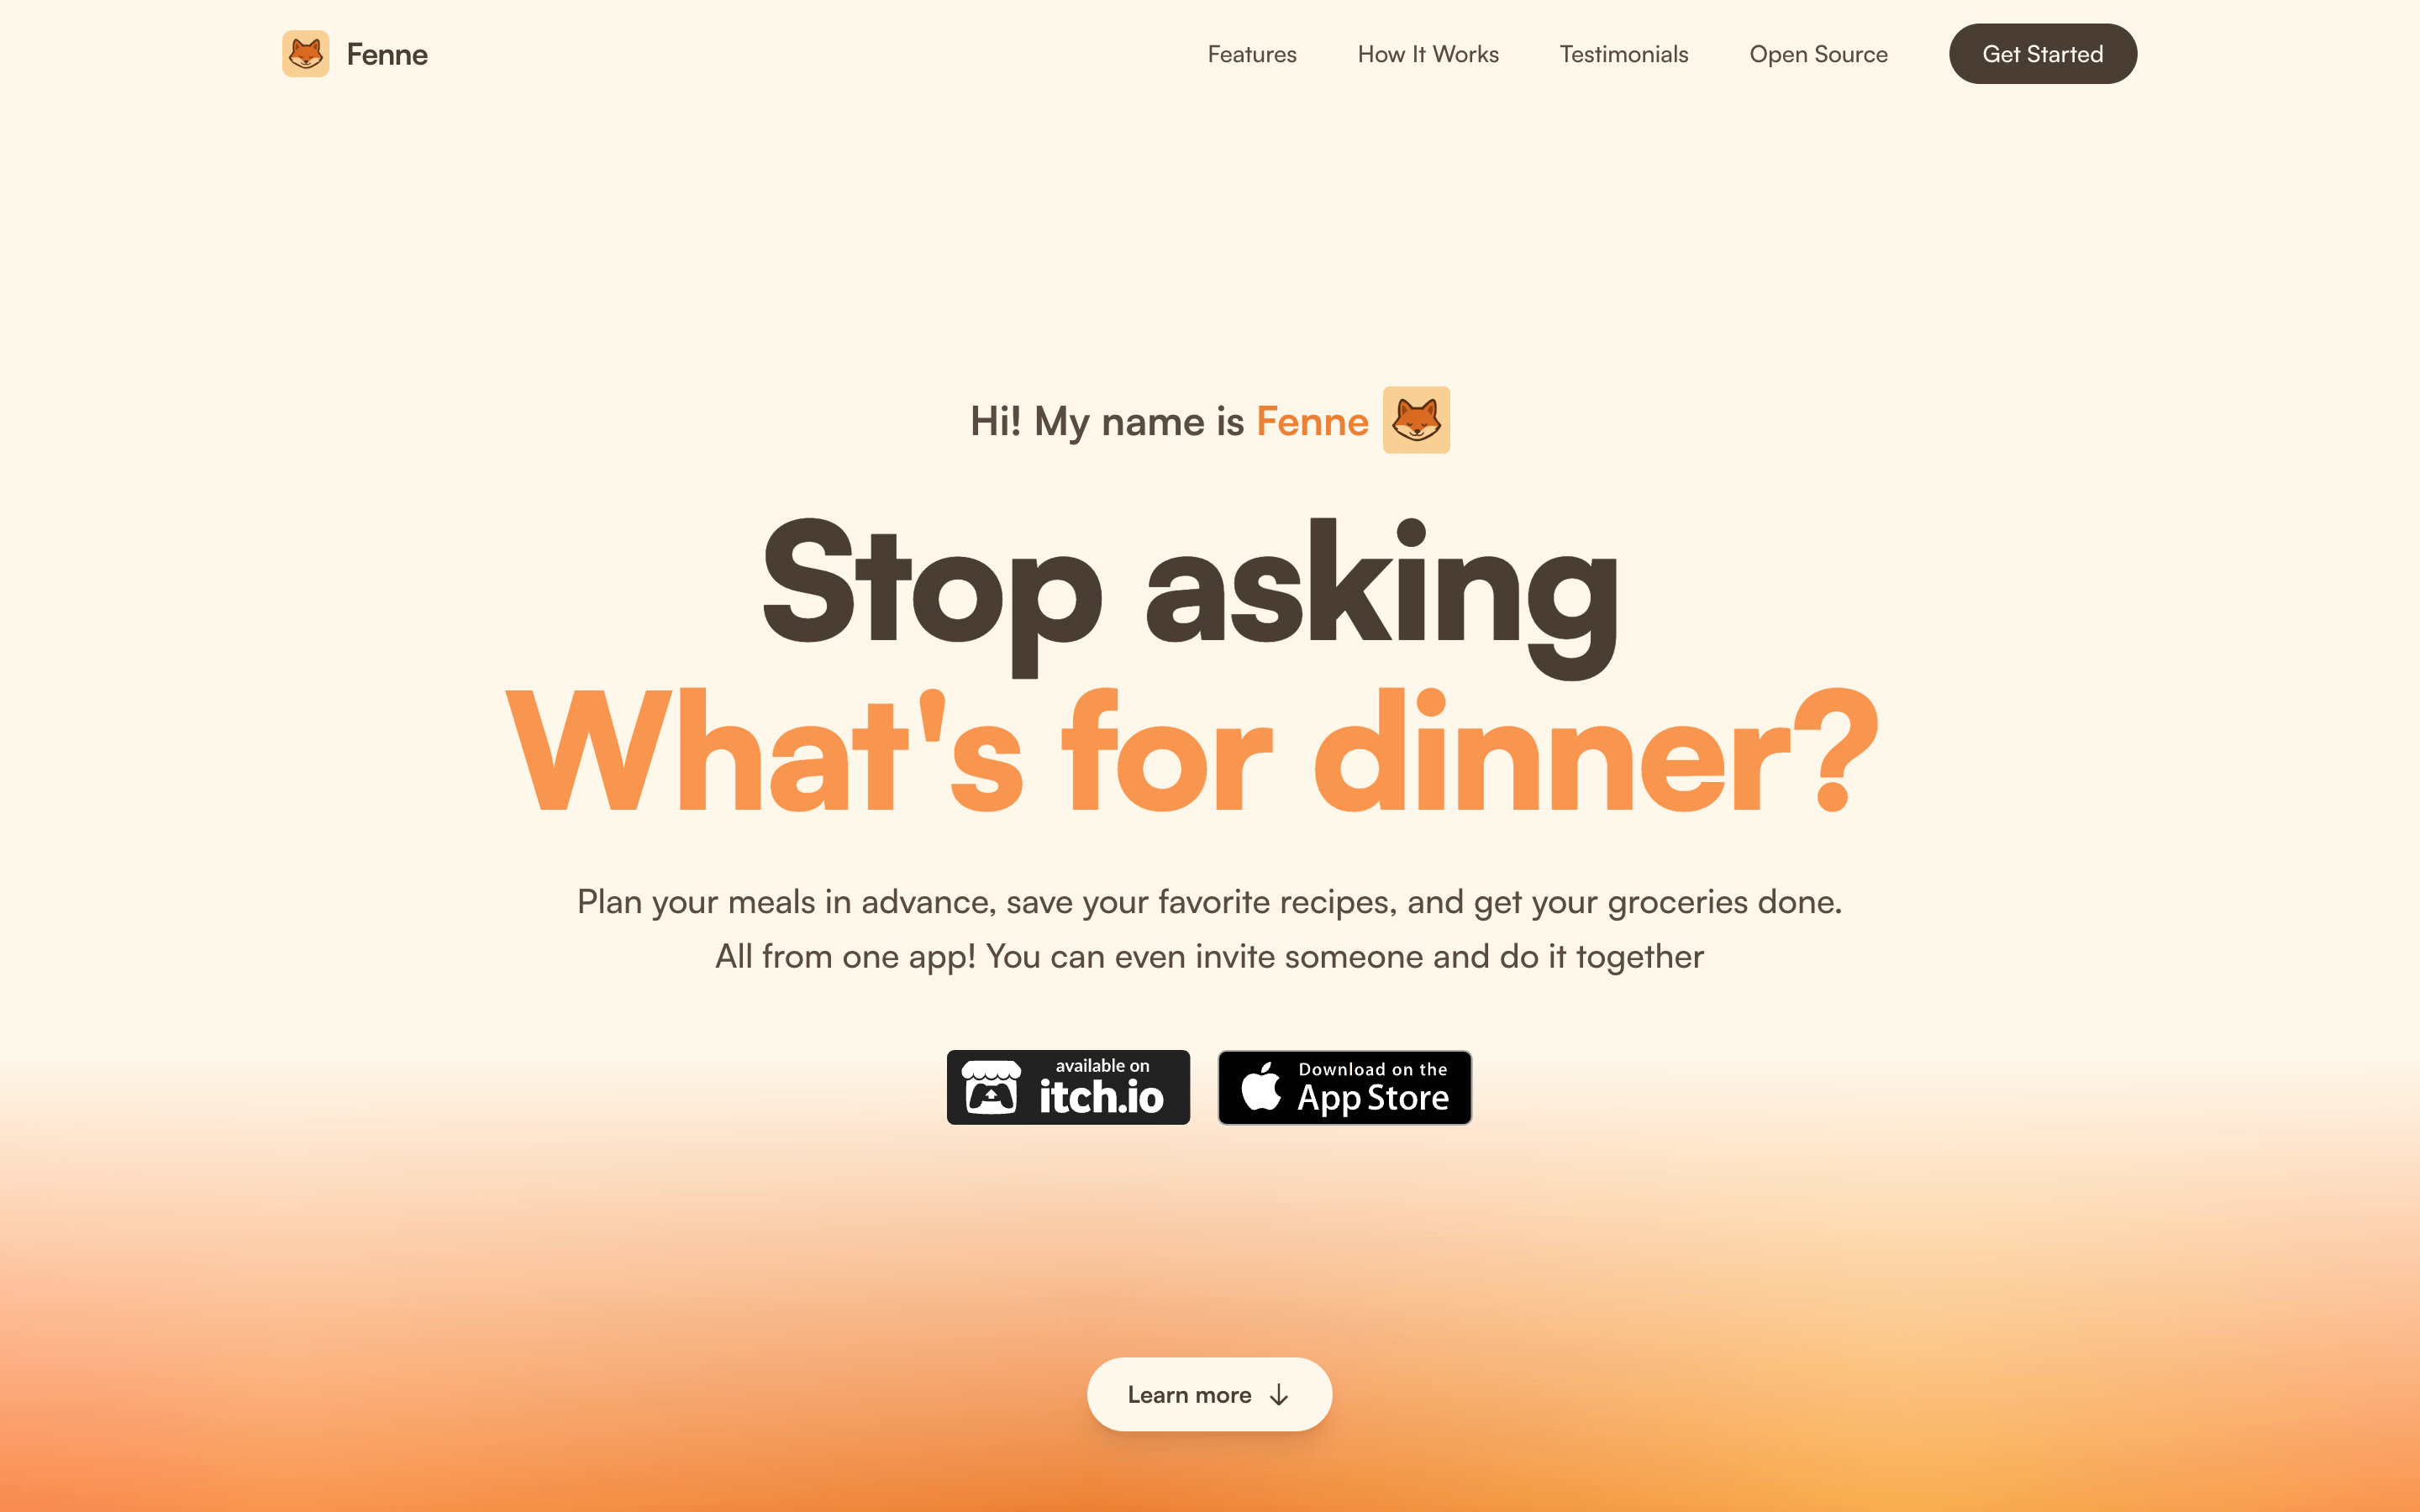 Fenne
Features
How It Works
Testimonials
Open Source
Get Started
Hi! My name is Fenne
Stop asking
What's for dinner?
Plan your meals in advance, save your favorite recipes, and get your groceries done.
All from one app! You can even invite someone and do it together
available on
itch.io
Download on the
App Store
Learn more